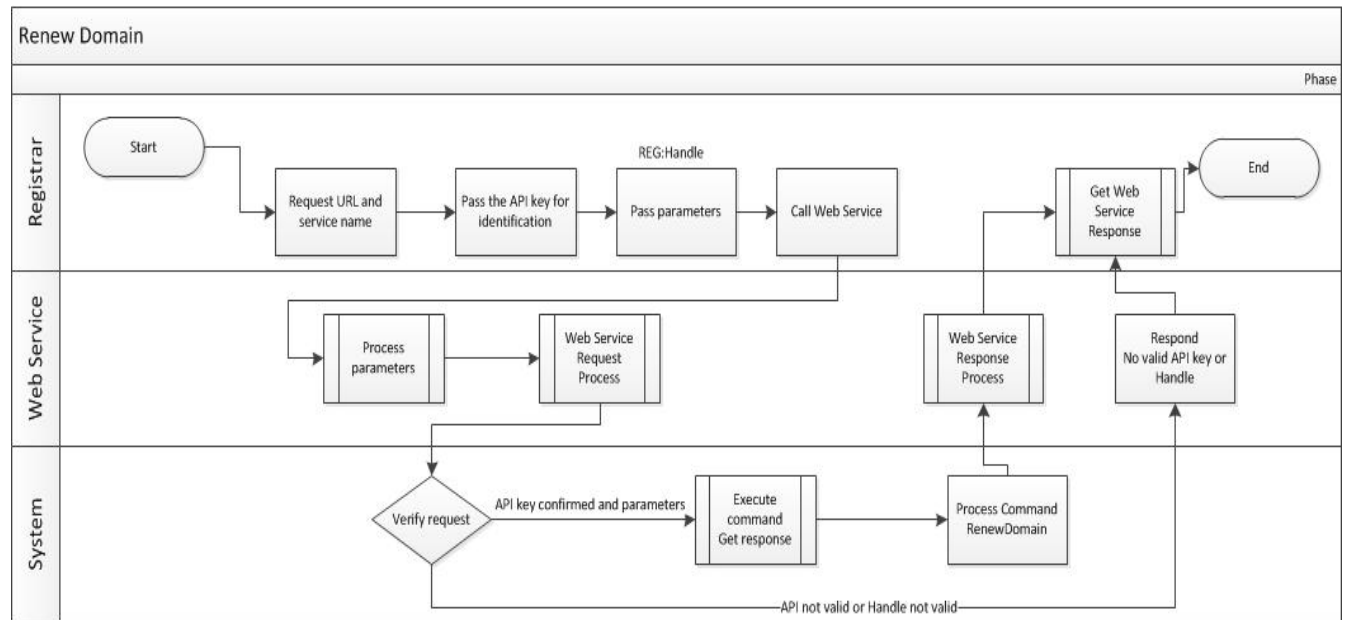 Renew Domain
Phase
Registrar
Start
Request URL and
service name
Pass the API key for
identification
REG:Handle
Pass parameters
Call Web Service
Get Web
Service
Response
End
Web Service
Process
parameters
Web Service
Request
Process
Web Service
Response
Process
Respond
No valid API key or
Handle
System
Verify request
API key confirmed and parameters
Execute
command
Get response
Process Command
RenewDomain
API not valid or Handle not valid